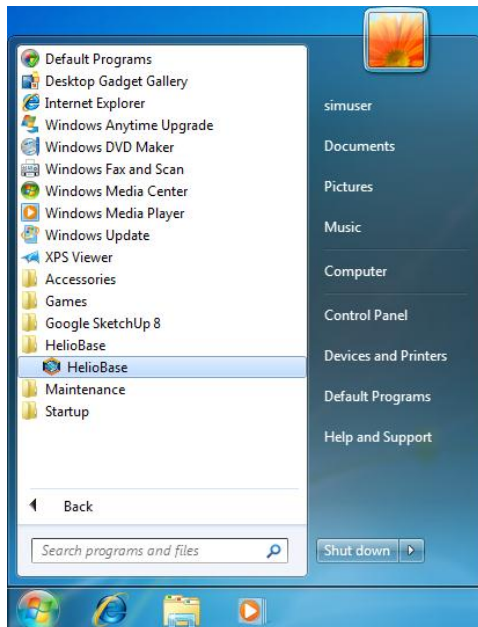 Default Programs
Desktop Gadget Gallery
Internet Explorer
Windows Anytime Upgrade
Windows DVD Maker
Windows Fax and Scan
Windows Media Center
Windows Media Player
Windows Update
XPS Viewer
Accessories
Games
Google SketchUp 8
HelioBase
HelioBase
Maintenance
Startup
Back
Search programs and files
simuser
Documents
Pictures
Music
Computer
Control Panel
Devices and Printers
Default Programs
Help and Support
Shut down